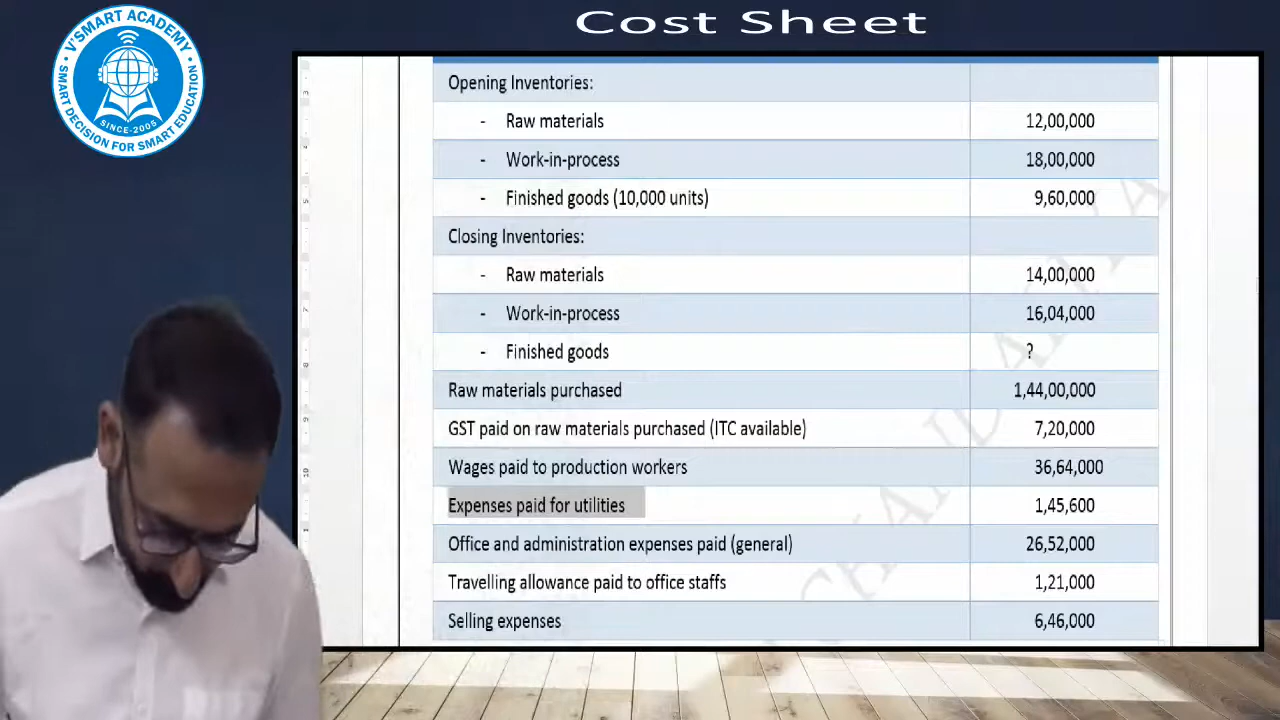 Cost Sheet
V'SMART ACADEMY
SINCE-2005
SMART DECISION FOR SMART EDUCATION
Opening Inventories:
- Raw materials 12,00,000
- Work-in-process 18,00,000
- Finished goods (10,000 units) 9,60,000
Closing Inventories:
- Raw materials 14,00,000
- Work-in-process 16,04,000
- Finished goods ?
Raw materials purchased 1,44,00,000
GST paid on raw materials purchased (ITC available) 7,20,000
Wages paid to production workers 36,64,000
Expenses paid for utilities 1,45,600
Office and administration expenses paid (general) 26,52,000
Travelling allowance paid to office staffs 1,21,000
Selling expenses 6,46,000